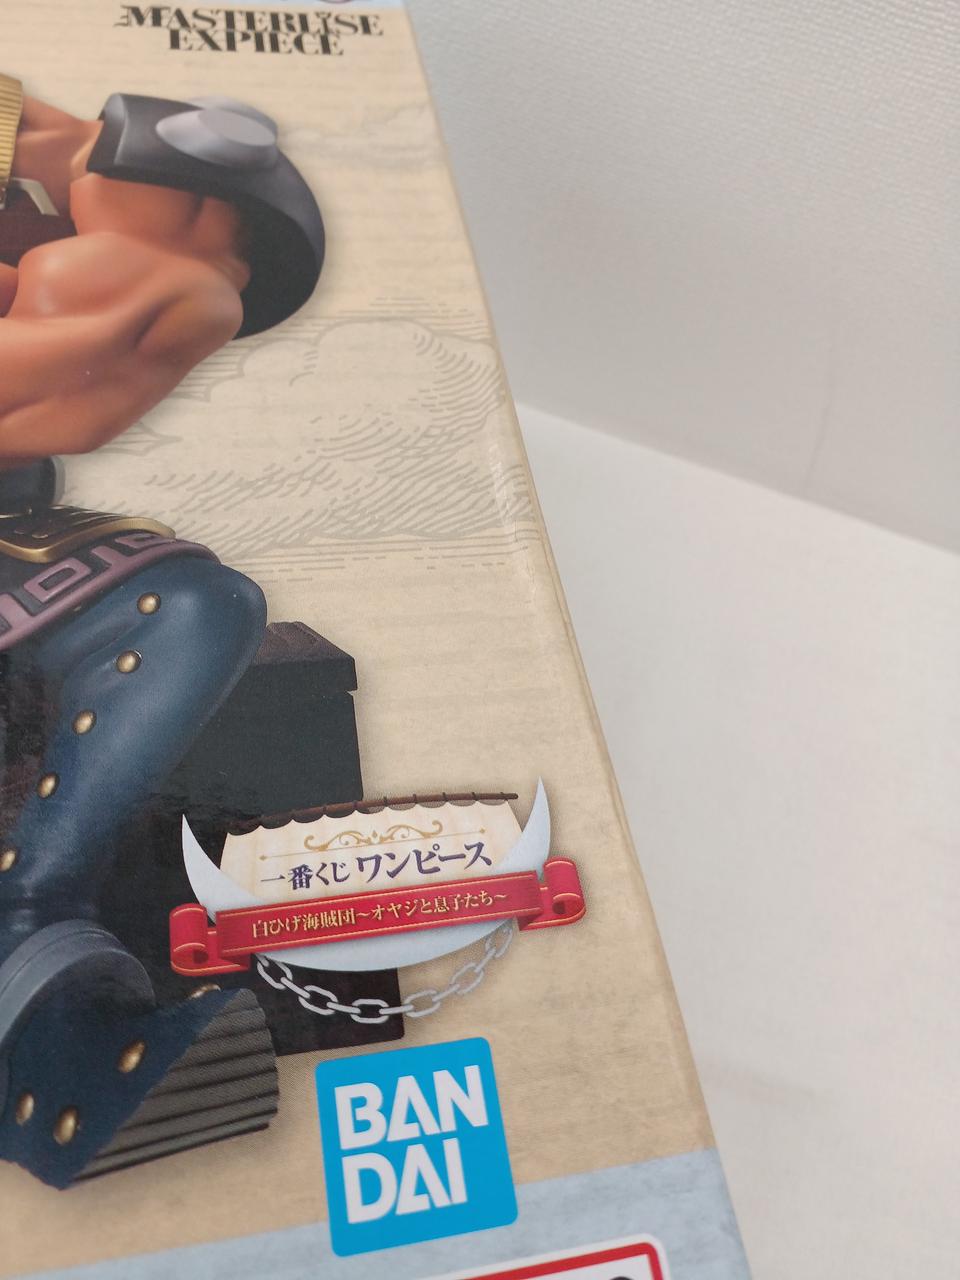 MASTERLISE
EXPIECE
一番くじ ワンピース
白ひげ海賊団〜オヤジと息子たち〜
BAN
DAI